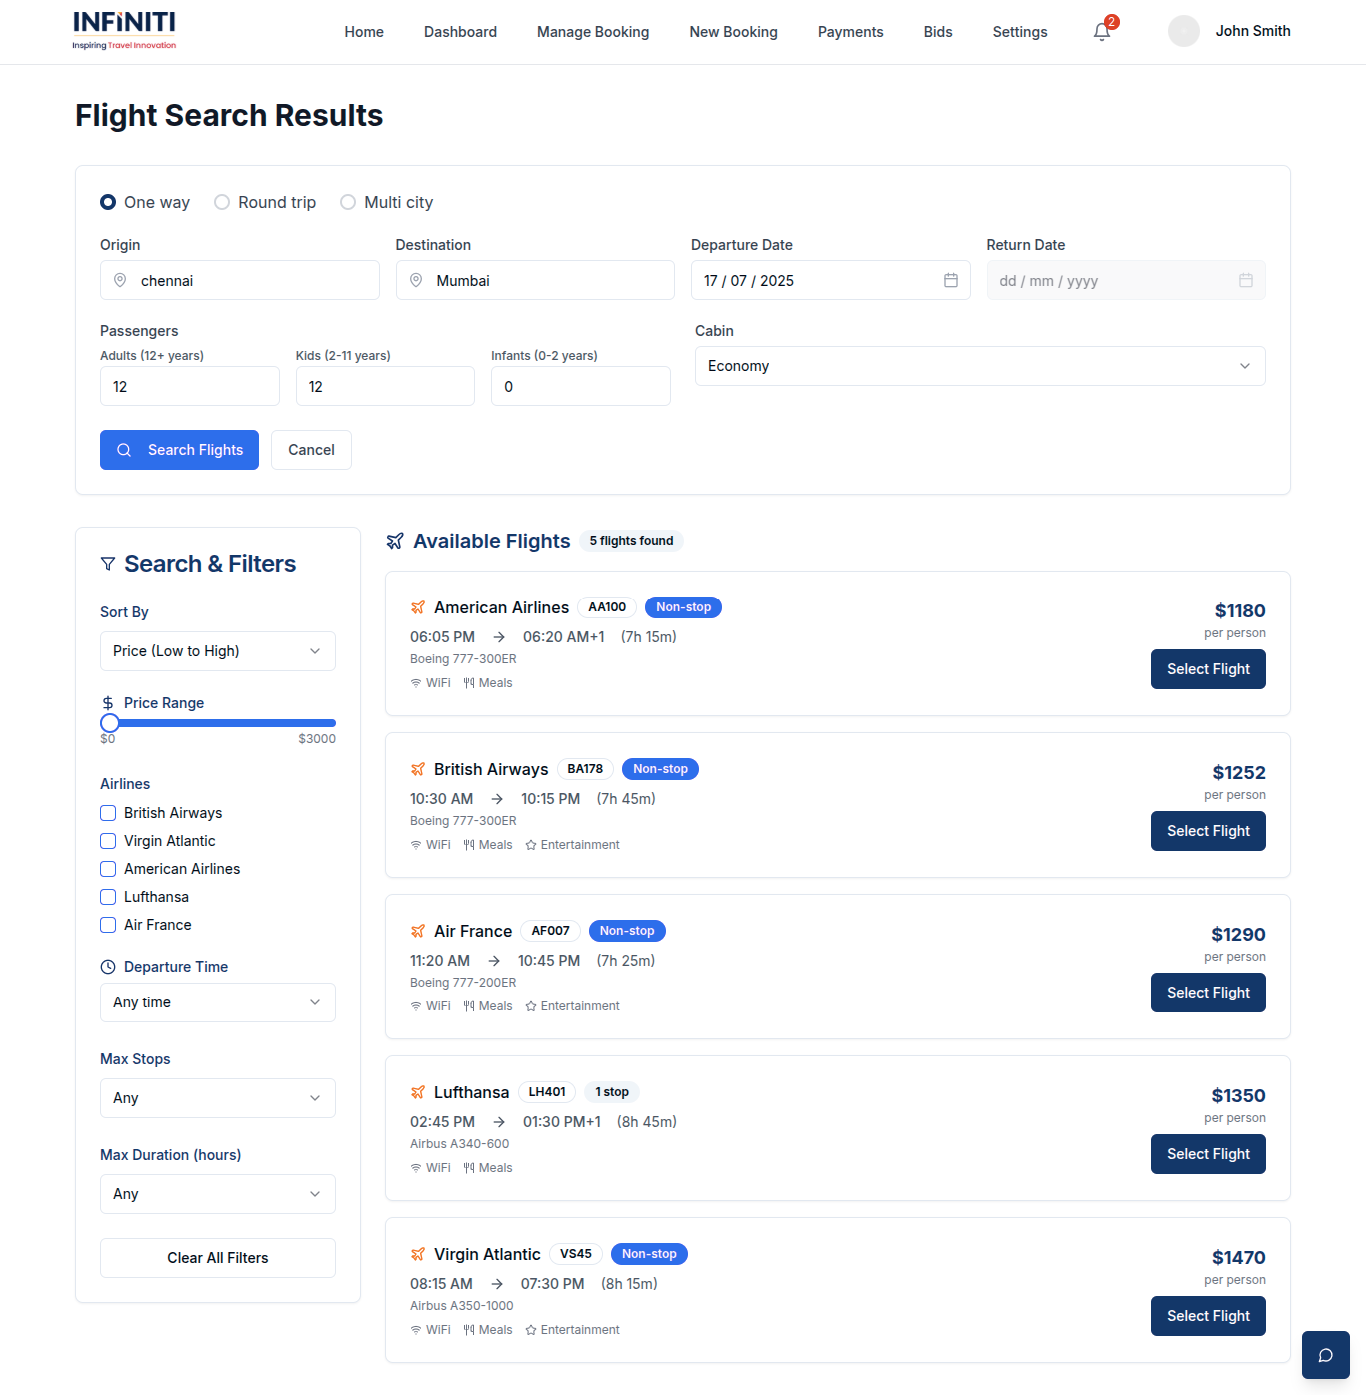 INFINITI
Inspiring Travel Innovation
Home Dashboard Manage Booking New Booking Payments Bids Settings 2 John Smith
Flight Search Results
One way Round trip Multi city
Origin Destination Departure Date Return Date
chennai Mumbai 17 / 07 / 2025 dd / mm / yyyy
Passengers Cabin
Adults (12+ years) Kids (2-11 years) Infants (0-2 years)
12 12 0 Economy
Search Flights Cancel
Search & Filters
Sort By
Price (Low to High)
Price Range
$0 $3000
Airlines
British Airways
Virgin Atlantic
American Airlines
Lufthansa
Air France
Departure Time
Any time
Max Stops
Any
Max Duration (hours)
Any
Clear All Filters
Available Flights 5 flights found
American Airlines AA100 Non-stop $1180
06:05 PM → 06:20 AM+1 (7h 15m) per person
Boeing 777-300ER Select Flight
WiFi Meals
British Airways BA178 Non-stop $1252
10:30 AM → 10:15 PM (7h 45m) per person
Boeing 777-300ER Select Flight
WiFi Meals Entertainment
Air France AF007 Non-stop $1290
11:20 AM → 10:45 PM (7h 25m) per person
Boeing 777-200ER Select Flight
WiFi Meals Entertainment
Lufthansa LH401 1 stop $1350
02:45 PM → 01:30 PM+1 (8h 45m) per person
Airbus A340-600 Select Flight
WiFi Meals
Virgin Atlantic VS45 Non-stop $1470
08:15 AM → 07:30 PM (8h 15m) per person
Airbus A350-1000 Select Flight
WiFi Meals Entertainment